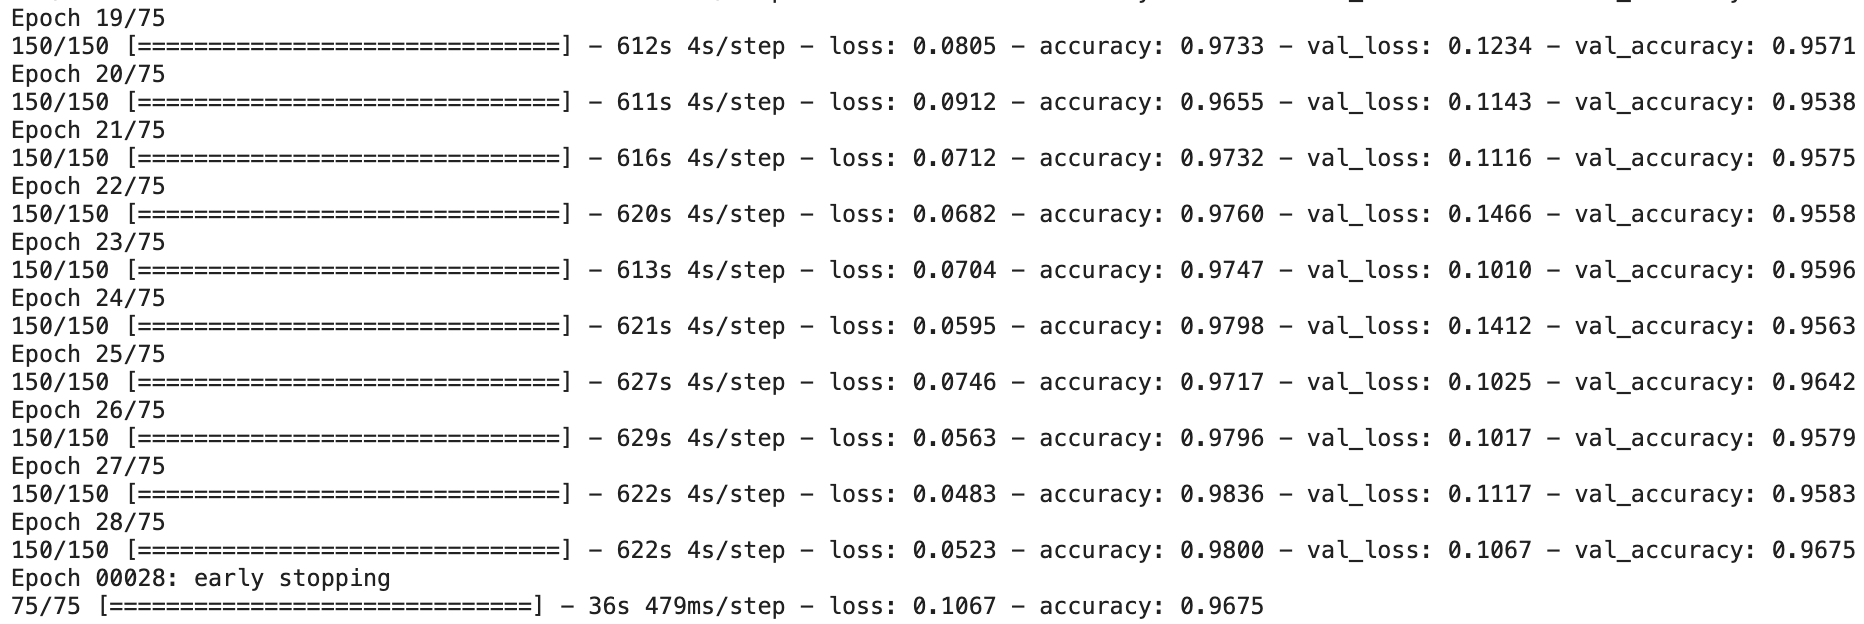 Epoch 19/75
150/150 [==============================] - 612s 4s/step - loss: 0.0805 - accuracy: 0.9733 - val_loss: 0.1234 - val_accuracy: 0.9571
Epoch 20/75
150/150 [==============================] - 611s 4s/step - loss: 0.0912 - accuracy: 0.9655 - val_loss: 0.1143 - val_accuracy: 0.9538
Epoch 21/75
150/150 [==============================] - 616s 4s/step - loss: 0.0712 - accuracy: 0.9732 - val_loss: 0.1116 - val_accuracy: 0.9575
Epoch 22/75
150/150 [==============================] - 620s 4s/step - loss: 0.0682 - accuracy: 0.9760 - val_loss: 0.1466 - val_accuracy: 0.9558
Epoch 23/75
150/150 [==============================] - 613s 4s/step - loss: 0.0704 - accuracy: 0.9747 - val_loss: 0.1010 - val_accuracy: 0.9596
Epoch 24/75
150/150 [==============================] - 621s 4s/step - loss: 0.0595 - accuracy: 0.9798 - val_loss: 0.1412 - val_accuracy: 0.9563
Epoch 25/75
150/150 [==============================] - 627s 4s/step - loss: 0.0746 - accuracy: 0.9717 - val_loss: 0.1025 - val_accuracy: 0.9642
Epoch 26/75
150/150 [==============================] - 629s 4s/step - loss: 0.0563 - accuracy: 0.9796 - val_loss: 0.1017 - val_accuracy: 0.9579
Epoch 27/75
150/150 [==============================] - 622s 4s/step - loss: 0.0483 - accuracy: 0.9836 - val_loss: 0.1117 - val_accuracy: 0.9583
Epoch 28/75
150/150 [==============================] - 622s 4s/step - loss: 0.0523 - accuracy: 0.9800 - val_loss: 0.1067 - val_accuracy: 0.9675
Epoch 00028: early stopping
75/75 [==============================] - 36s 479ms/step - loss: 0.1067 - accuracy: 0.9675